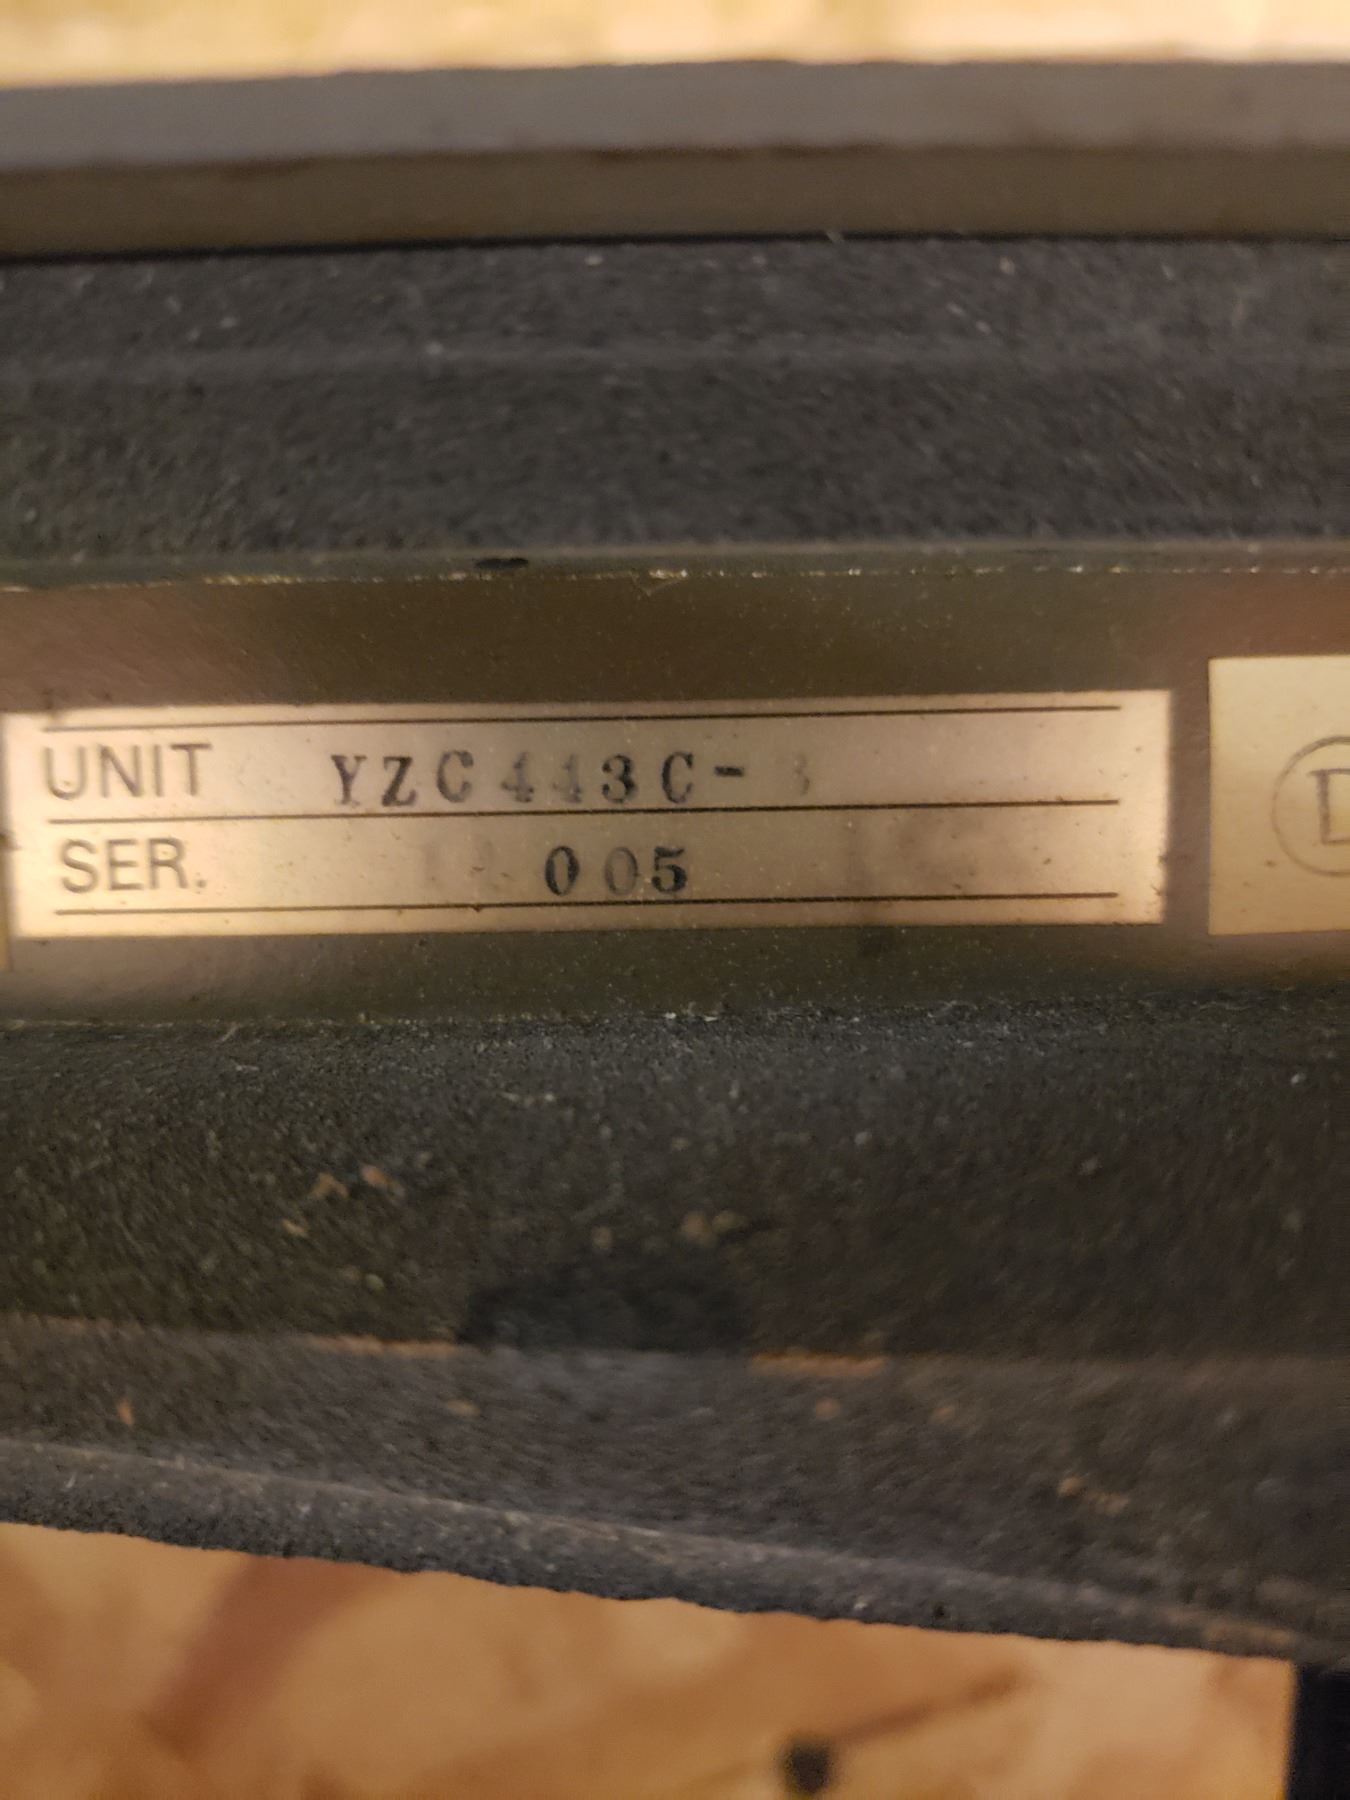 UNIT YZC443C-
SER. 005
D